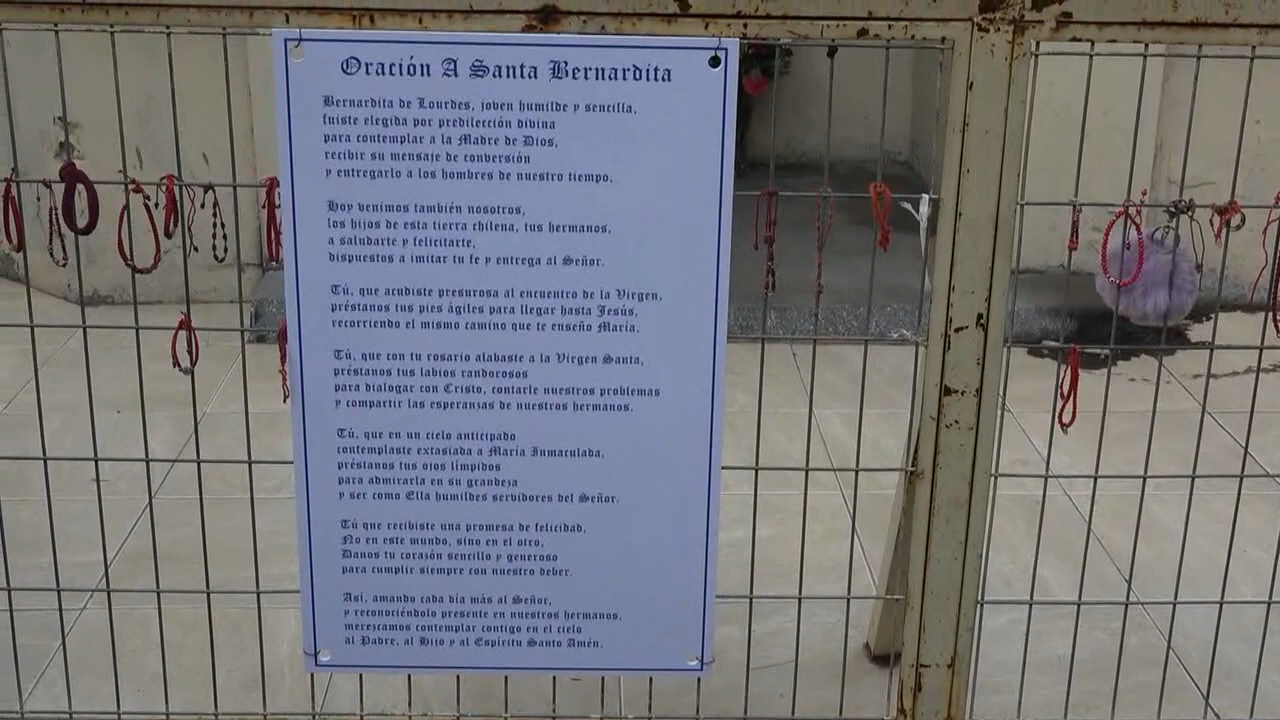 Oración A Santa Bernardita
Bernardita de Lourdes, joven humilde y sencilla,
fuiste elegida por predilección divina
para contemplar a la Madre de Dios,
recibir su mensaje de conversión
y entregarlo a los hombres de nuestro tiempo.
Hoy venimos también nosotros,
los hijos de esta tierra chilena, tus hermanos,
a saludarte y felicitarte,
dispuestos a imitar tu fe y entrega al Señor.
Tú, que acudiste presurosa al encuentro de la Virgen,
préstanos tus pies ágiles para llegar hasta Jesús,
recorriendo el mismo camino que te enseño María.
Tú, que con tu rosario alabaste a la Virgen Santa,
préstanos tus labios randorosos
para dialogar con Cristo, contarle nuestros problemas
y compartir las esperanzas de nuestros hermanos.
Tú, que en un cielo anticipado
contemplaste extasiada a María Inmaculada,
préstanos tus ojos límpidos
para admirarla en su grandeza
y ser como Ella humildes servidores del Señor.
Tú que recibiste una promesa de felicidad,
No en este mundo, sino en el otro,
Danos tu corazón sencillo y generoso
para cumplir siempre con nuestro deber.
Así, amando cada día más al Señor,
y reconociéndolo presente en nuestros hermanos,
merezcamos contemplar contigo en el cielo
al Padre, al Hijo y al Espíritu Santo Amén.